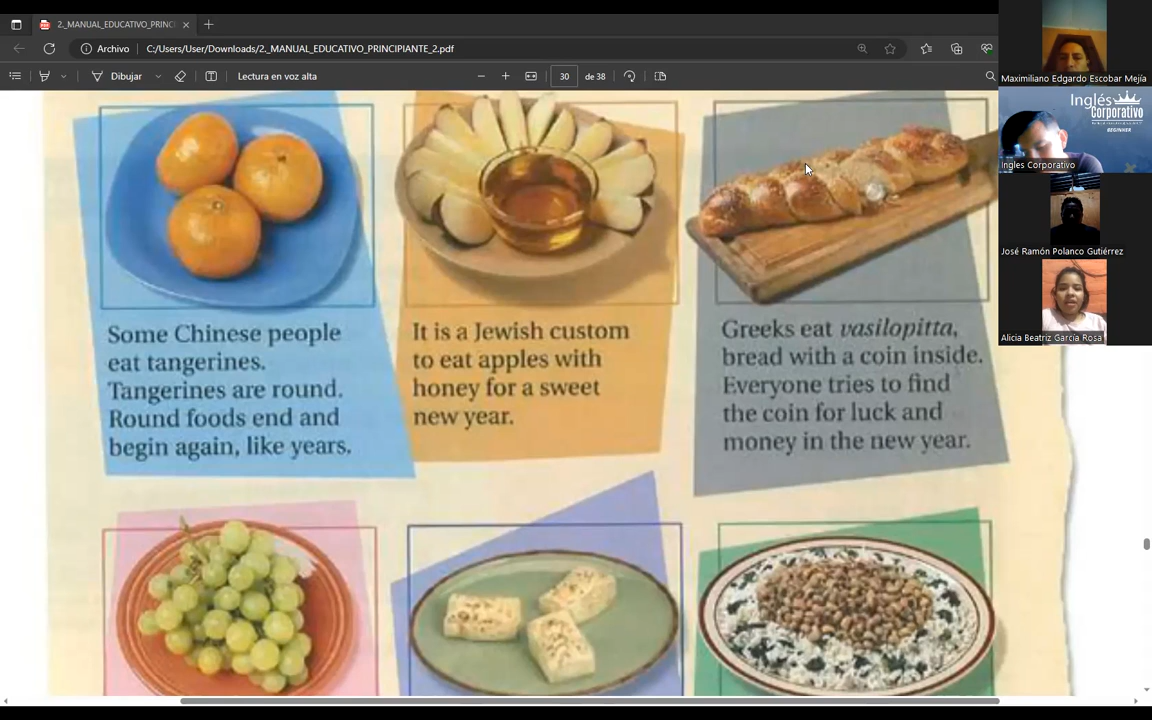 2._MANUAL_EDUCATIVO_PRINCI
Archivo
C:/Users/User/Downloads/2._MANUAL_EDUCATIVO_PRINCIPIANTE_2.pdf
Dibujar
Lectura en voz alta
30
de 38
Maximiliano Edgardo Escobar Mejía
Inglés
Corporativo
BEGINNER
Ingles Corporativo
José Ramón Polanco Gutiérrez
Alicia Beatriz García Rosa
Some Chinese people
eat tangerines.
Tangerines are round.
Round foods end and
begin again, like years.
It is a Jewish custom
to eat apples with
honey for a sweet
new year.
Greeks eat vasilopitta,
bread with a coin inside.
Everyone tries to find
the coin for luck and
money in the new year.